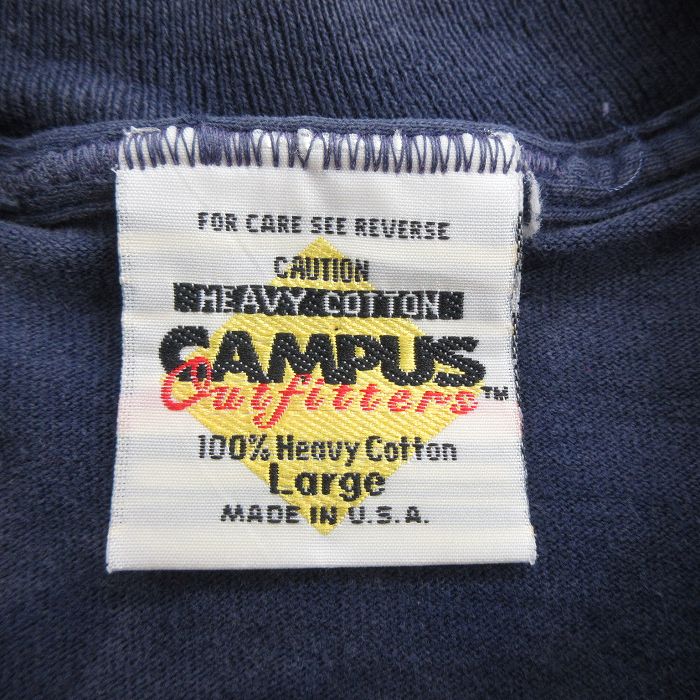 FOR CARE SEE REVERSE
CAUTION
HEAVY COTTON
CAMPUS
Outfitters™
100% Heavy Cotton
Large
MADE IN U.S.A.